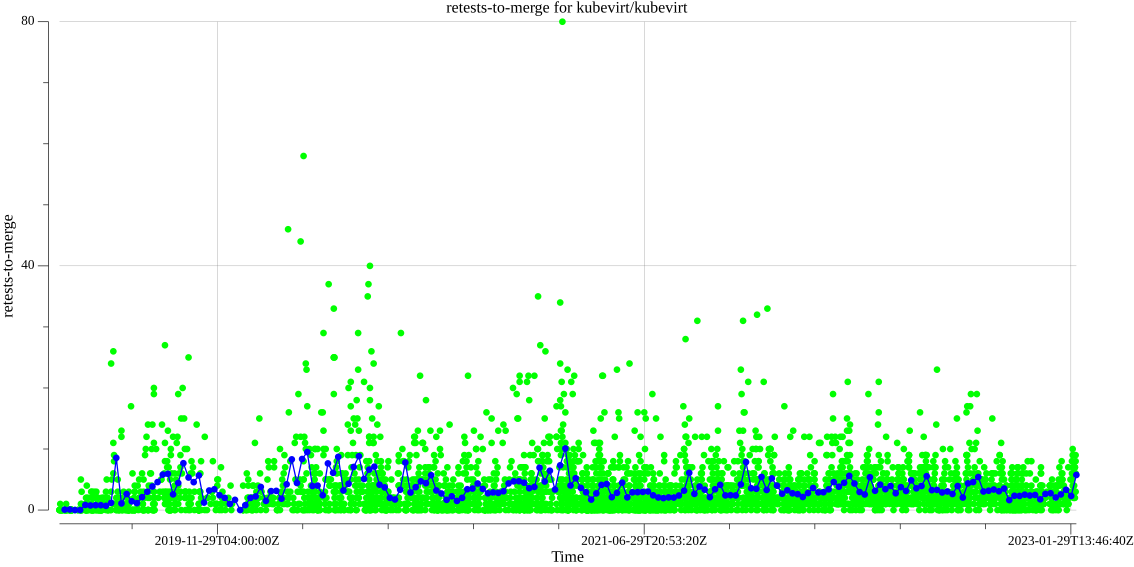 retests-to-merge for kubevirt/kubevirt
80
40
0
retests-to-merge
2019-11-29T04:00:00Z
2021-06-29T20:53:20Z
2023-01-29T13:46:40Z
Time